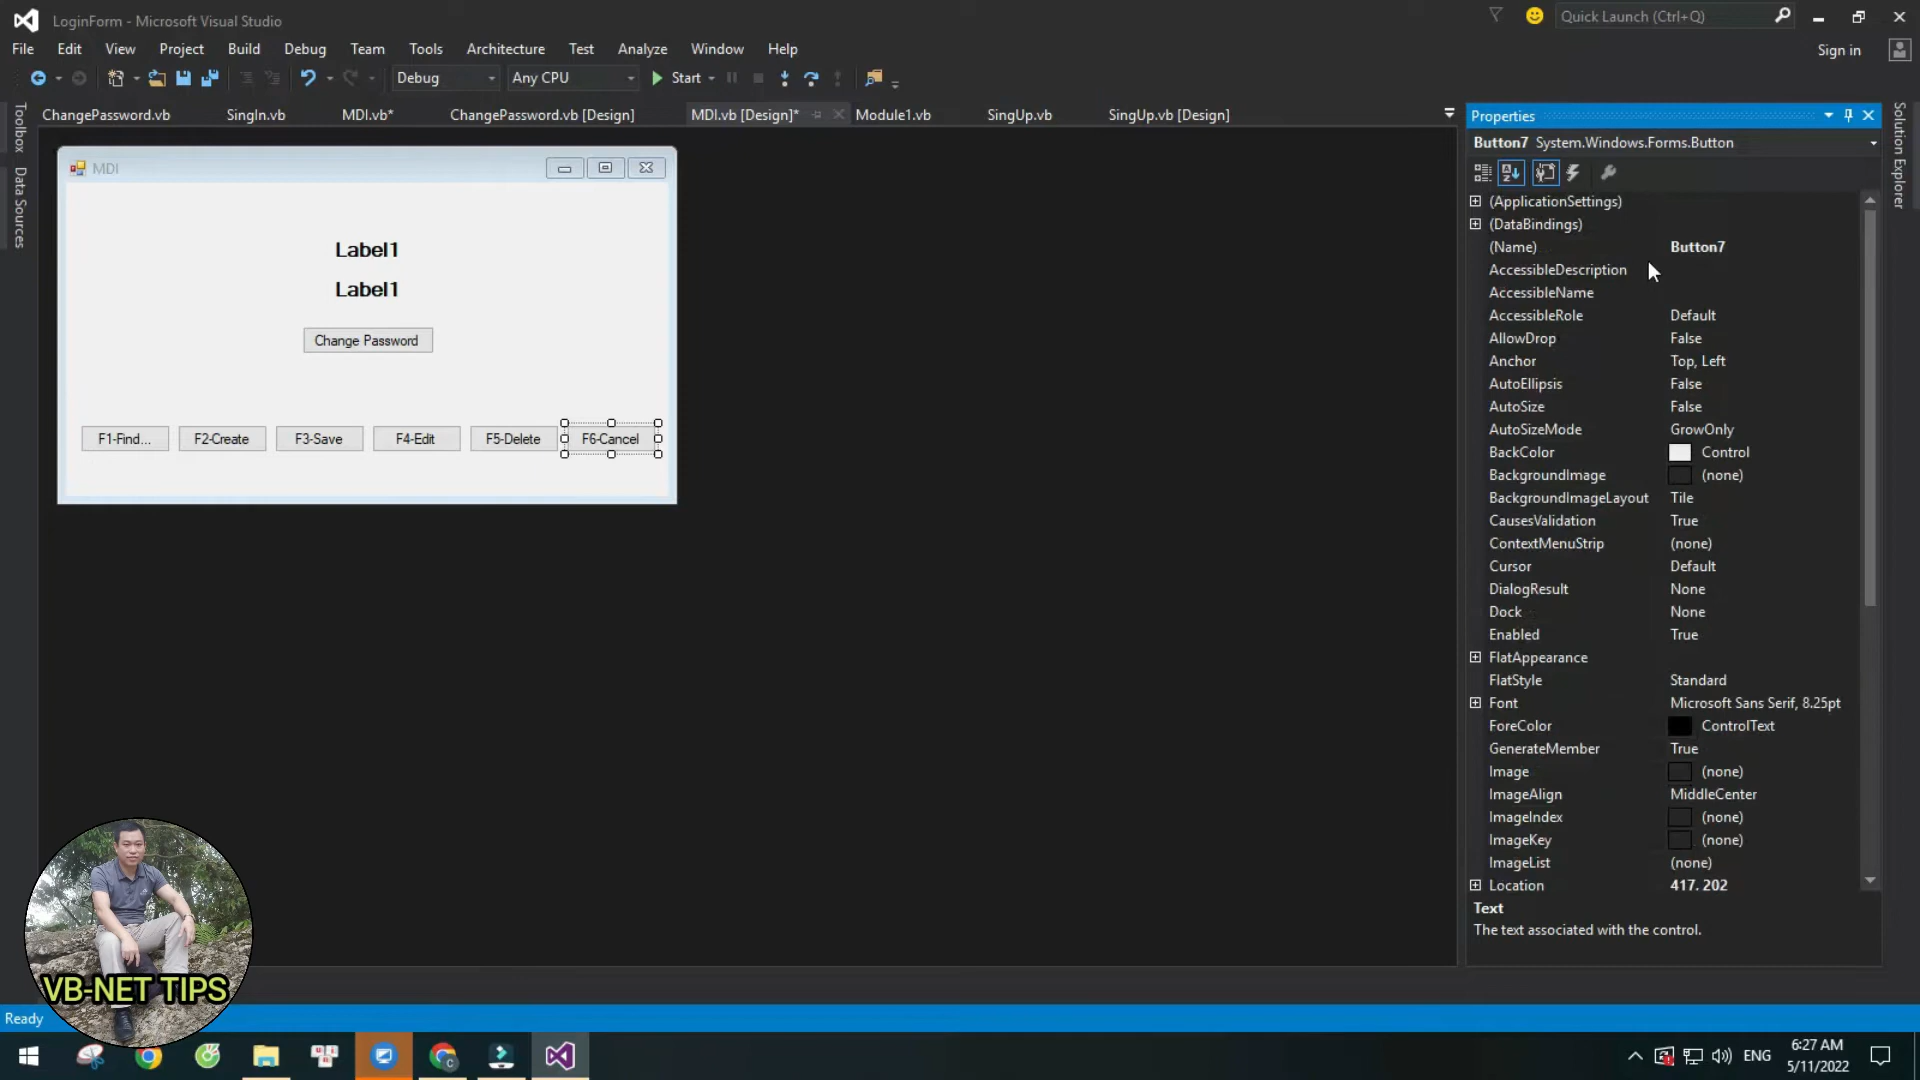 LoginForm - Microsoft Visual Studio
Quick Launch (Ctrl+Q)
File Edit View Project Build Debug Team Tools Architecture Test Analyze Window Help
Sign in
Debug Any CPU Start
ChangePassword.vb SingIn.vb MDI.vb* ChangePassword.vb [Design] MDI.vb [Design]* Module1.vb SingUp.vb SingUp.vb [Design]
Toolbox
Data Sources
MDI
Label1
Label1
Change Password
F1-Find... F2-Create F3-Save F4-Edit F5-Delete F6-Cancel
Properties
Button7 System.Windows.Forms.Button
(ApplicationSettings)
(DataBindings)
(Name) Button7
AccessibleDescription
AccessibleName
AccessibleRole Default
AllowDrop False
Anchor Top, Left
AutoEllipsis False
AutoSize False
AutoSizeMode GrowOnly
BackColor Control
BackgroundImage (none)
BackgroundImageLayout Tile
CausesValidation True
ContextMenuStrip (none)
Cursor Default
DialogResult None
Dock None
Enabled True
FlatAppearance
FlatStyle Standard
Font Microsoft Sans Serif, 8.25pt
ForeColor ControlText
GenerateMember True
Image (none)
ImageAlign MiddleCenter
ImageIndex (none)
ImageKey (none)
ImageList (none)
Location 417, 202
Text
The text associated with the control.
Solution Explorer
VB-NET TIPS
Ready
ENG
6:27 AM
5/11/2022